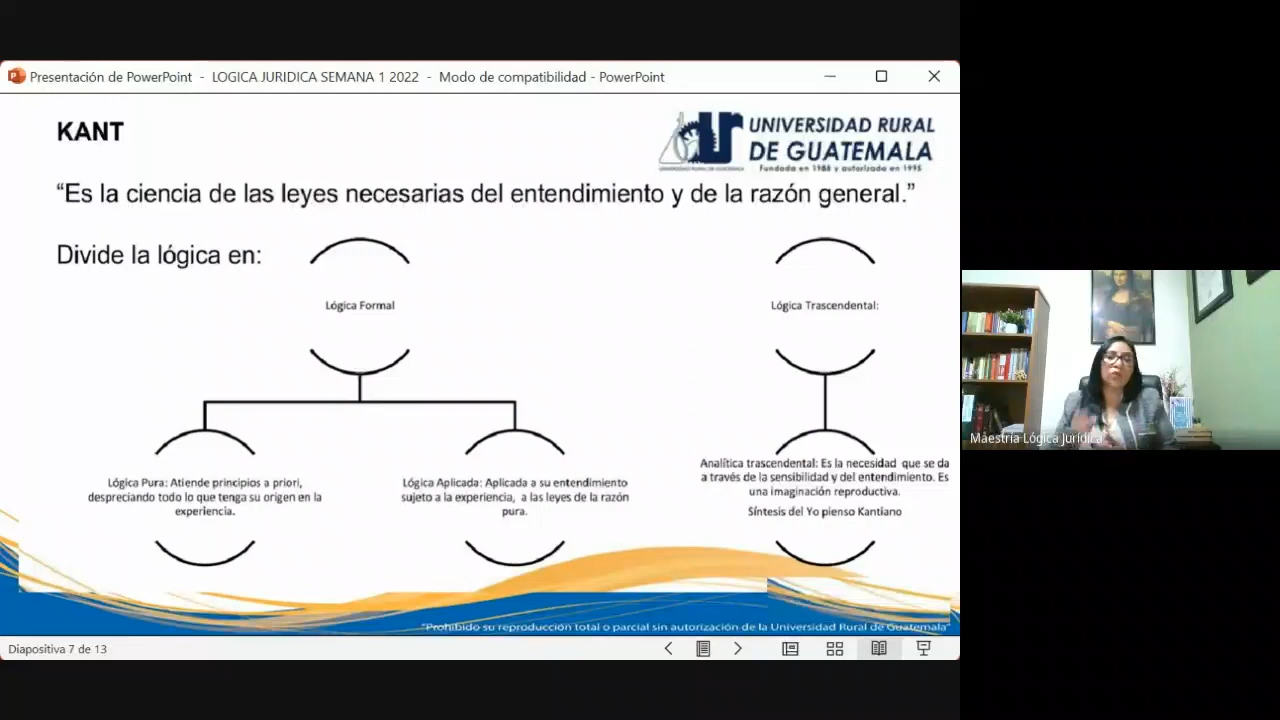 Presentación de PowerPoint - LOGICA JURIDICA SEMANA 1 2022 - Modo de compatibilidad - PowerPoint
KANT
UNIVERSIDAD RURAL
DE GUATEMALA
Fundada en 1988 y autorizada en 1995
“Es la ciencia de las leyes necesarias del entendimiento y de la razón general.”
Divide la lógica en:
Lógica Formal
Lógica Trascendental:
Lógica Pura: Atiende principios a priori,
despreciando todo lo que tenga su origen en la
experiencia.
Lógica Aplicada: Aplicada a su entendimiento
sujeto a la experiencia, a las leyes de la razón
pura.
Analítica trascendental: Es la necesidad que se da
a través de la sensibilidad y del entendimiento. Es
una imaginación reproductiva.
Síntesis del Yo pienso Kantiano
"Prohibido su reproducción total o parcial sin autorización de la Universidad Rural de Guatemala"
Diapositiva 7 de 13
Maestria Lógica Juridica